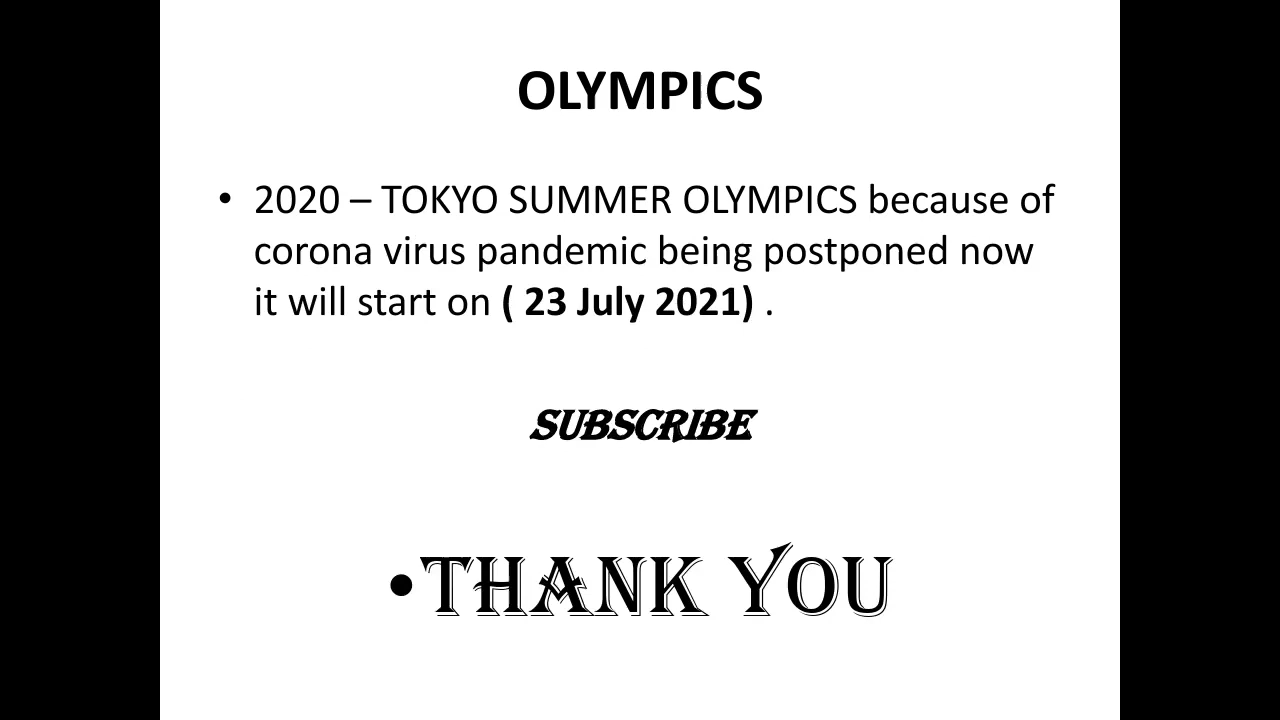 OLYMPICS
• 2020 – TOKYO SUMMER OLYMPICS because of
corona virus pandemic being postponed now
it will start on ( 23 July 2021) .
SUBSCRIBE
•THANK YOU